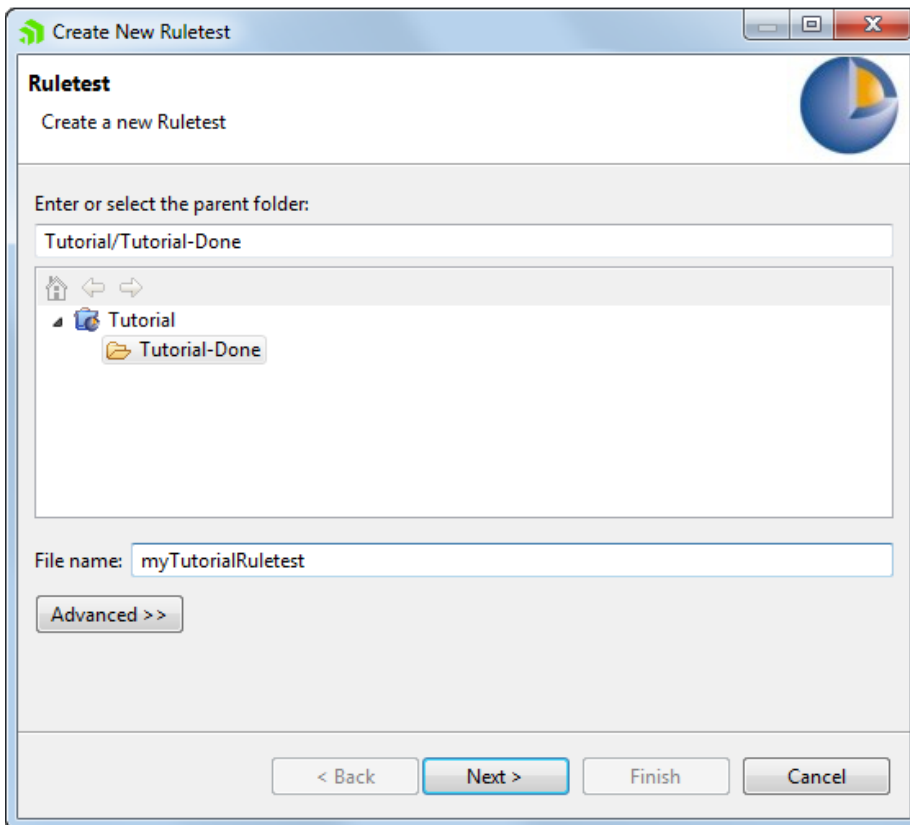 Create New Ruletest
Ruletest
Create a new Ruletest
Enter or select the parent folder:
Tutorial/Tutorial-Done
Tutorial
Tutorial-Done
File name: myTutorialRuletest
Advanced >>
< Back Next > Finish Cancel